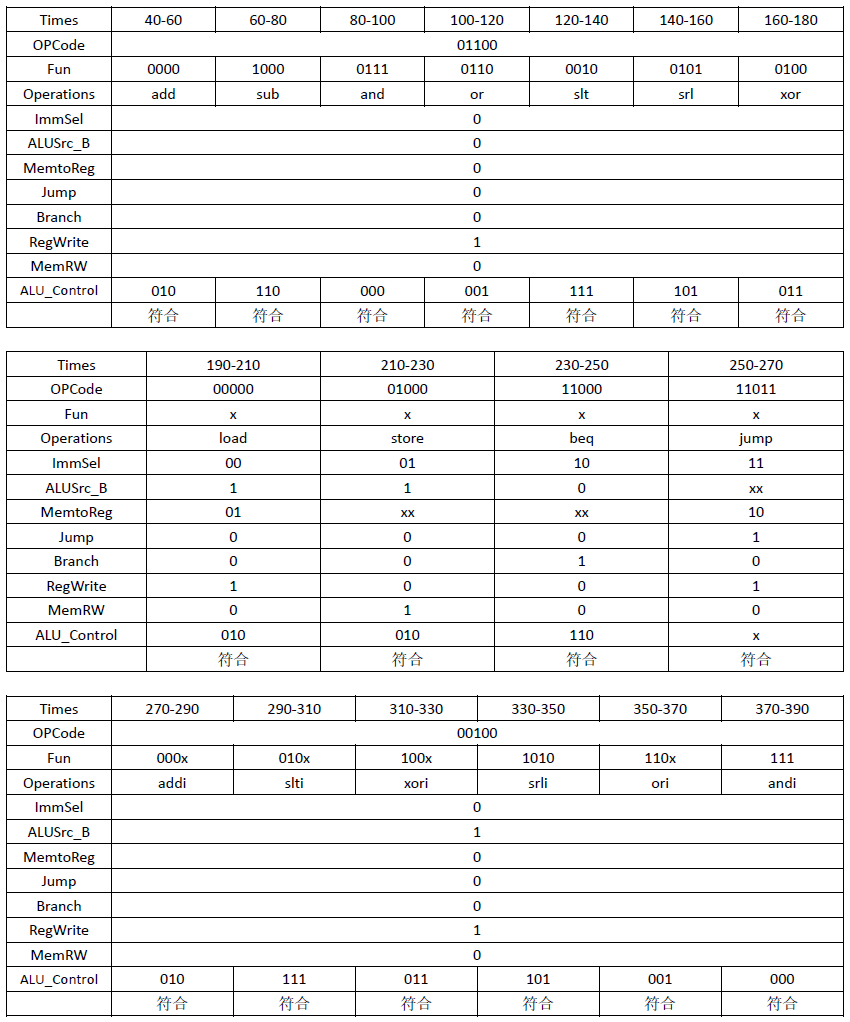 Times 40-60 60-80 80-100 100-120 120-140 140-160 160-180
OPCode 01100
Fun 0000 1000 0111 0110 0010 0101 0100
Operations add sub and or slt srl xor
ImmSel 0
ALUSrc_B 0
MemtoReg 0
Jump 0
Branch 0
RegWrite 1
MemRW 0
ALU_Control 010 110 000 001 111 101 011
符合 符合 符合 符合 符合 符合 符合
Times 190-210 210-230 230-250 250-270
OPCode 00000 01000 11000 11011
Fun x x x x
Operations load store beq jump
ImmSel 00 01 10 11
ALUSrc_B 1 1 0 xx
MemtoReg 01 xx xx 10
Jump 0 0 0 1
Branch 0 0 1 0
RegWrite 1 0 0 1
MemRW 0 1 0 0
ALU_Control 010 010 110 x
符合 符合 符合 符合
Times 270-290 290-310 310-330 330-350 350-370 370-390
OPCode 00100
Fun 000x 010x 100x 1010 110x 111
Operations addi slti xori srli ori andi
ImmSel 0
ALUSrc_B 1
MemtoReg 0
Jump 0
Branch 0
RegWrite 1
MemRW 0
ALU_Control 010 111 011 101 001 000
符合 符合 符合 符合 符合 符合